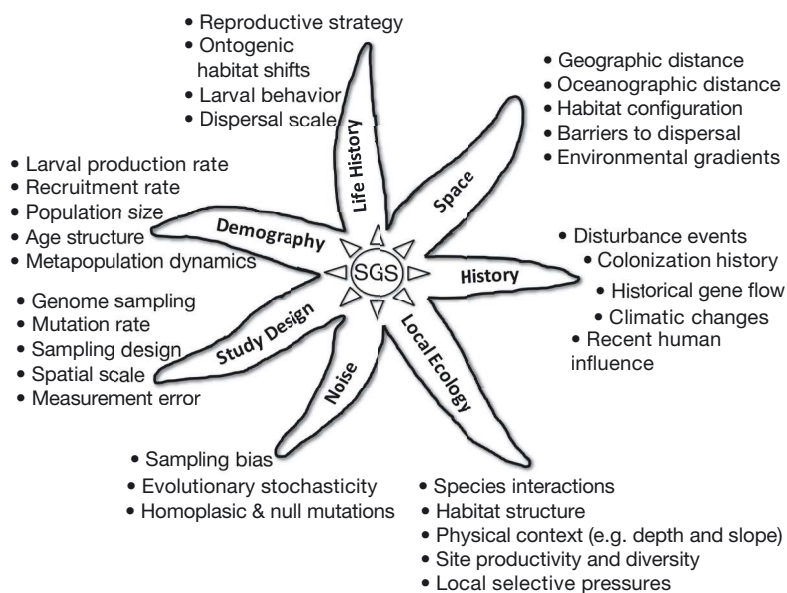 • Reproductive strategy
• Ontogenic
habitat shifts
• Larval behavior
• Dispersal scale
Life History
• Geographic distance
• Oceanographic distance
• Habitat configuration
• Barriers to dispersal
• Environmental gradients
Space
• Larval production rate
• Recruitment rate
• Population size
• Age structure
• Metapopulation dynamics
Demography
SGS
History
• Disturbance events
• Colonization history
• Historical gene flow
• Climatic changes
• Recent human
influence
• Genome sampling
• Mutation rate
• Sampling design
• Spatial scale
• Measurement error
Study Design
Noise
Local Ecology
• Sampling bias
• Evolutionary stochasticity
• Homoplasic & null mutations
• Species interactions
• Habitat structure
• Physical context (e.g. depth and slope)
• Site productivity and diversity
• Local selective pressures